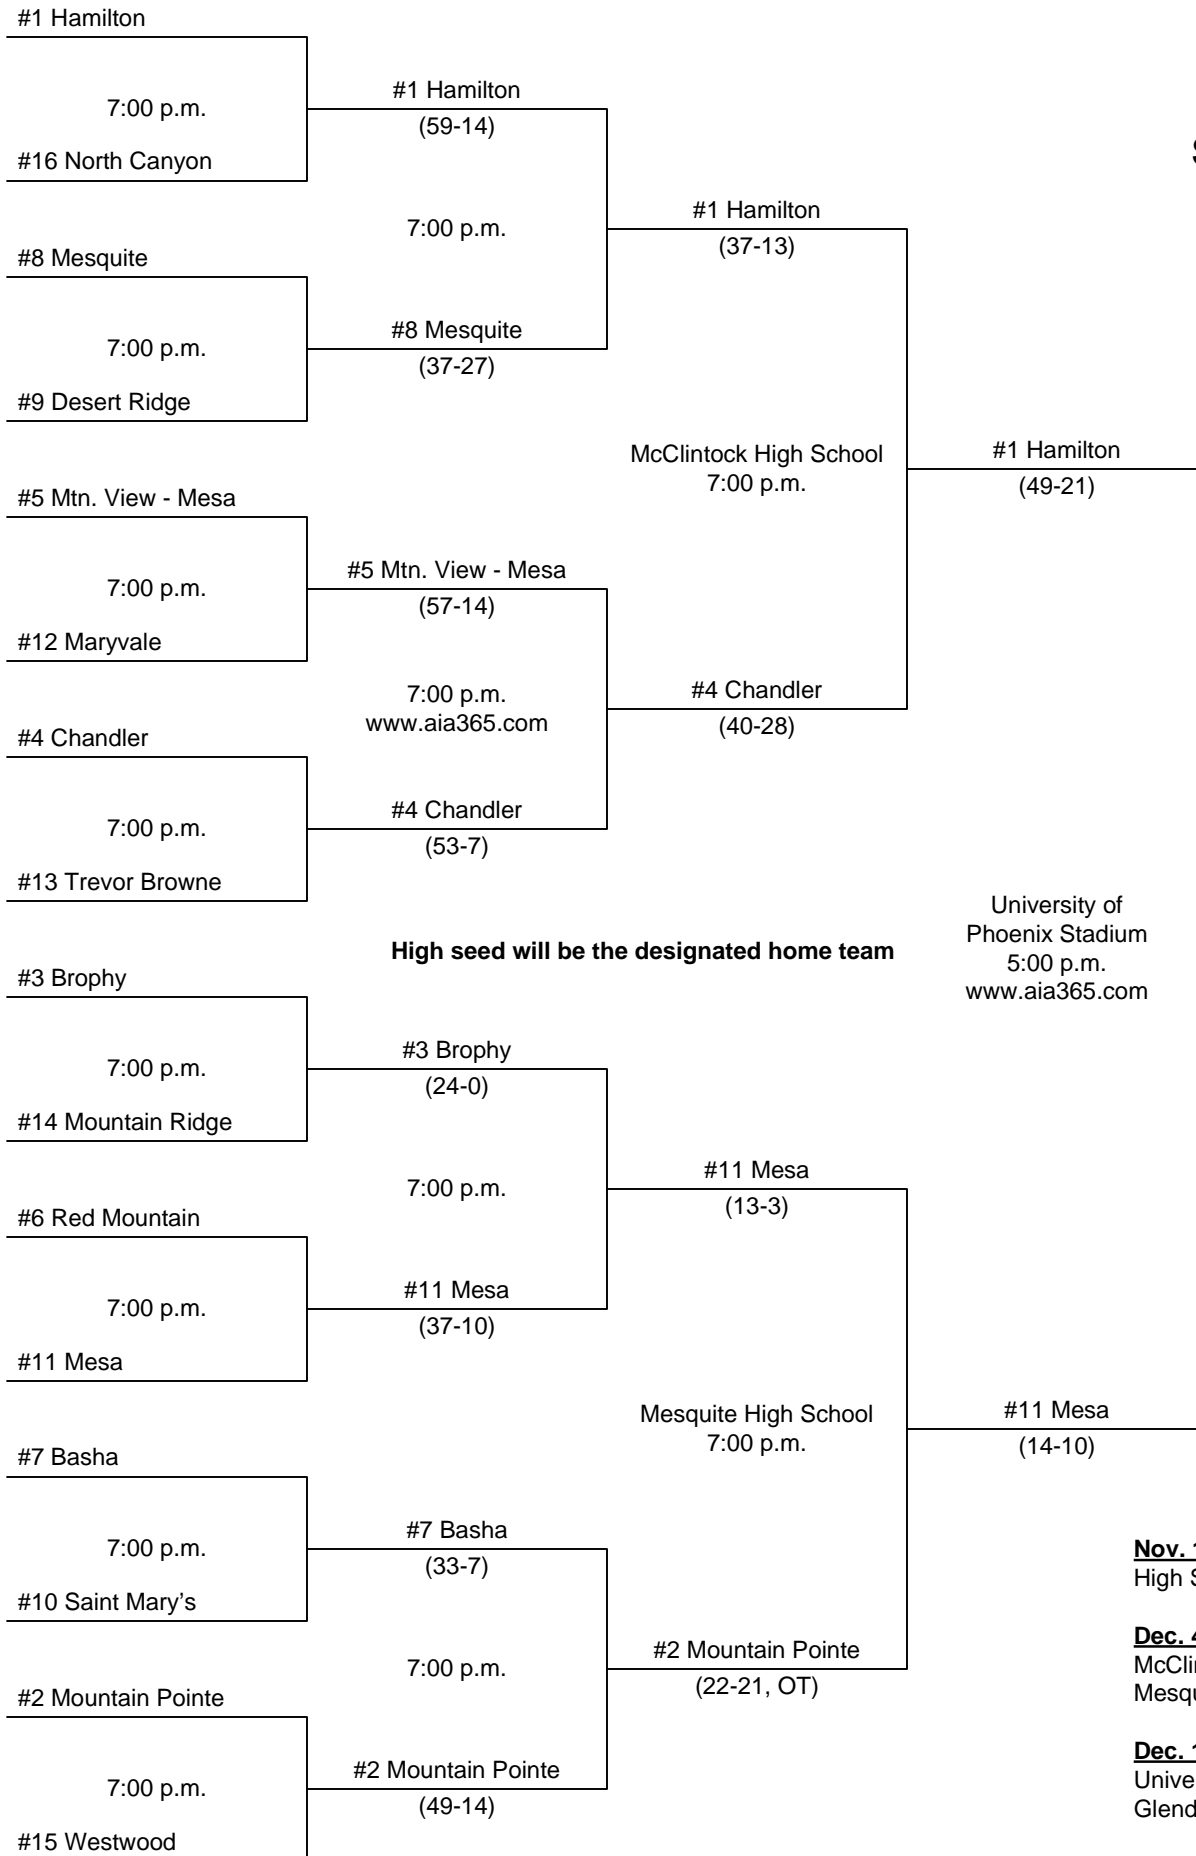 #1 Hamilton
7:00 p.m.
#16 North Canyon
#8 Mesquite
7:00 p.m.
#9 Desert Ridge
#5 Mtn. View - Mesa
7:00 p.m.
#12 Maryvale
#4 Chandler
7:00 p.m.
#13 Trevor Browne
#3 Brophy
7:00 p.m.
#14 Mountain Ridge
#6 Red Mountain
7:00 p.m.
#11 Mesa
#7 Basha
7:00 p.m.
#10 Saint Mary’s
#2 Mountain Pointe
7:00 p.m.
#15 Westwood
#1 Hamilton
(59-14)
7:00 p.m.
#8 Mesquite
(37-27)
#5 Mtn. View - Mesa
(57-14)
7:00 p.m.
www.aia365.com
#4 Chandler
(53-7)
High seed will be the designated home team
#3 Brophy
(24-0)
7:00 p.m.
#11 Mesa
(37-10)
#7 Basha
(33-7)
7:00 p.m.
#2 Mountain Pointe
(49-14)
#1 Hamilton
(37-13)
McClintock High School
7:00 p.m.
#4 Chandler
(40-28)
#11 Mesa
(13-3)
Mesquite High School
7:00 p.m.
#2 Mountain Pointe
(22-21, OT)
#1 Hamilton
(49-21)
University of
Phoenix Stadium
5:00 p.m.
www.aia365.com
#11 Mesa
(14-10)
Nov.
High
Dec. 4
Dec.